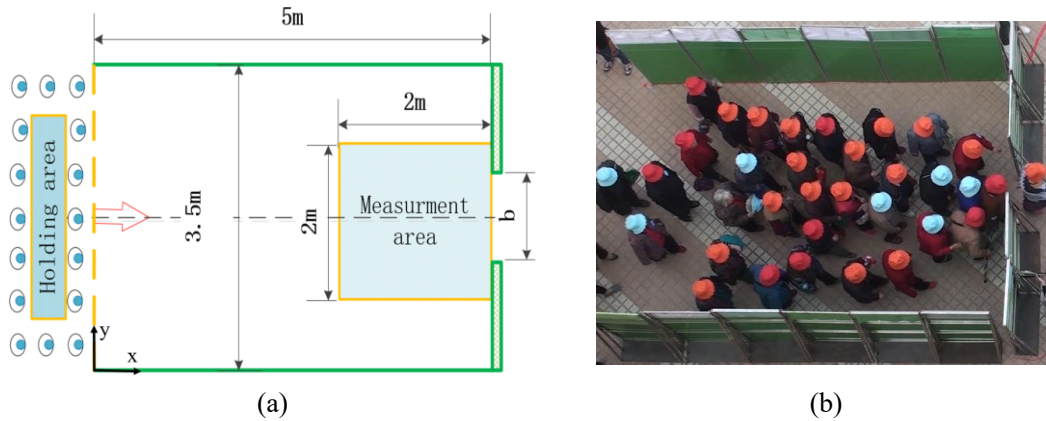 5m
2m
Holding area
3.5m
2m
Measurment
area
b
y
x
(a)
(b)